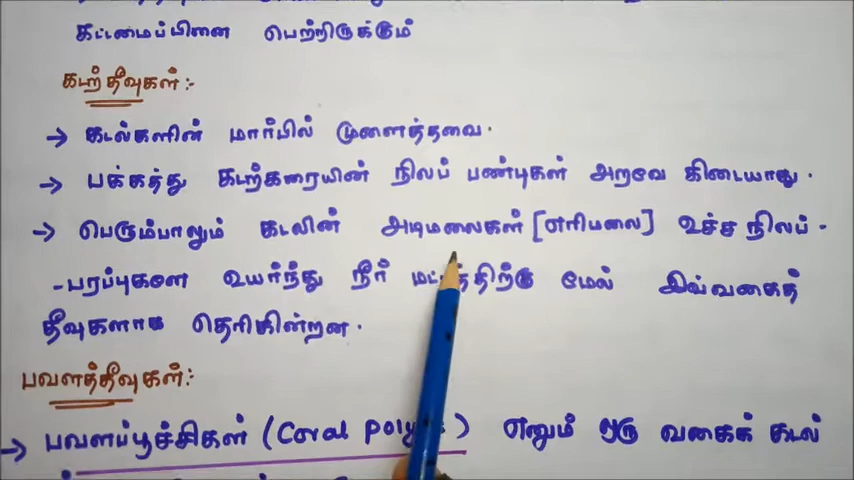 கட்டமைப்பினை பெற்றிருக்கும்
கடற்தீவுகள்:-
→ கடல்களின் மார்பில் முளைத்தவை.
→ பக்கத்து கடற்கரையின் நிலப் பண்புகள் அறவே கிடையாது.
→ பெரும்பாலும் கடலின் அடிமலைகள் [எரிமலை] உச்ச நிலப்-
-பரப்புகளே உயர்ந்து நீர் மட்டத்திற்கு மேல் இவ்வகைத்
தீவுகளாக தெரிகின்றன.
பவளத்தீவுகள்:-
→ பவளப்பூச்சிகள் (Coral ) எனும் ஒரு வகைக் கடல்